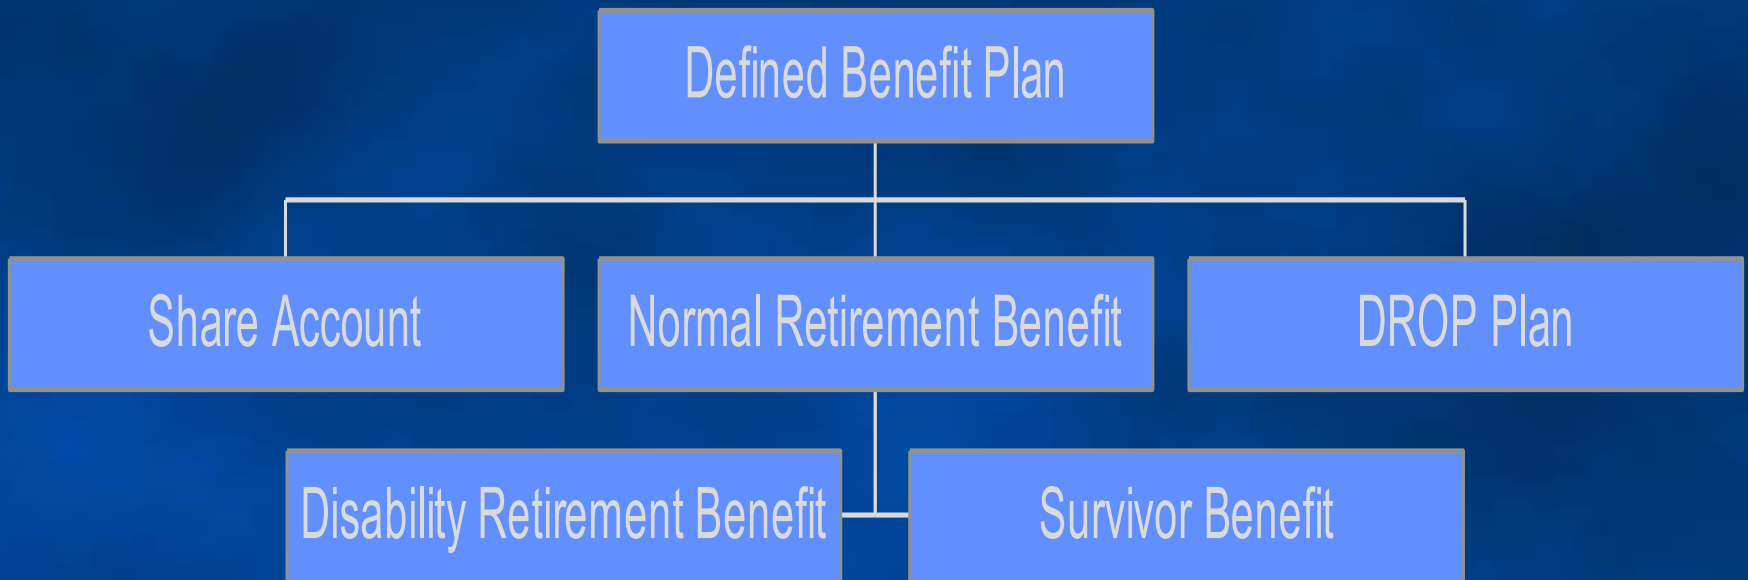 Defined Benefit Plan
Share Account
Normal Retirement Benefit
DROP Plan
Disability Retirement Benefit
Survivor Benefit